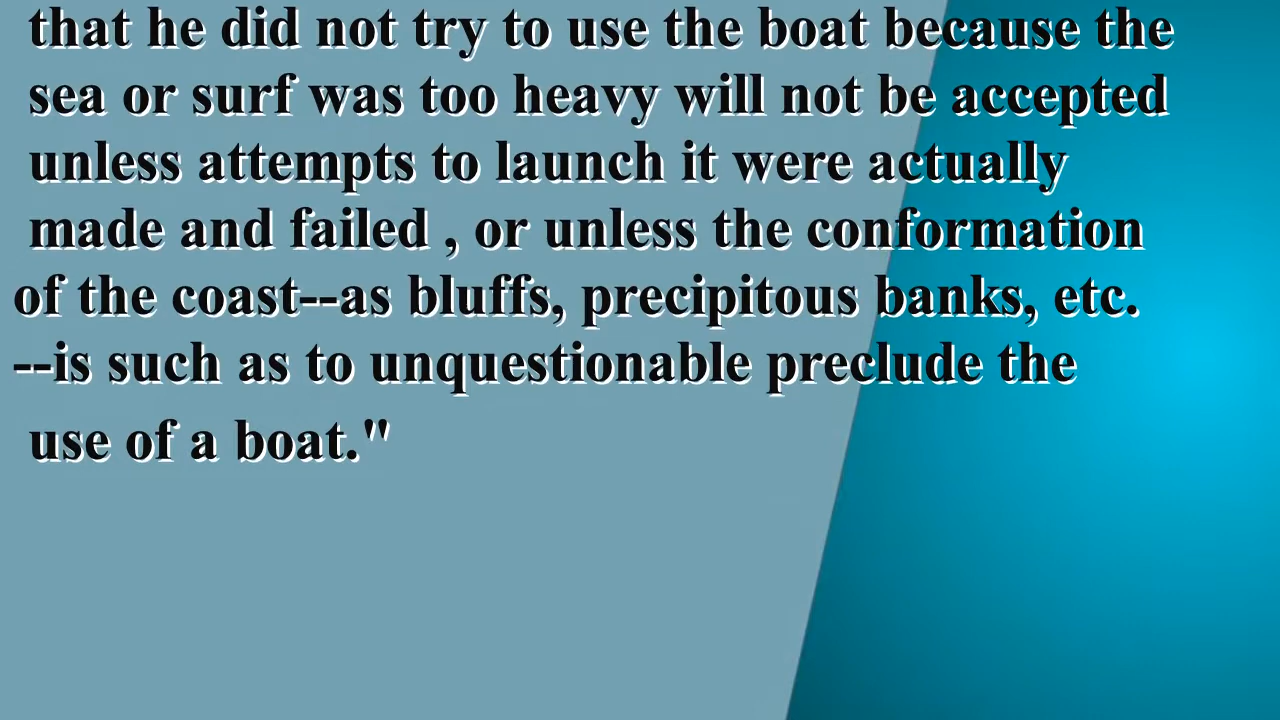 that he did not try to use the boat because the
sea or surf was too heavy will not be accepted
unless attempts to launch it were actually
made and failed , or unless the conformation
of the coast--as bluffs, precipitous banks, etc.
--is such as to unquestionable preclude the
use of a boat."